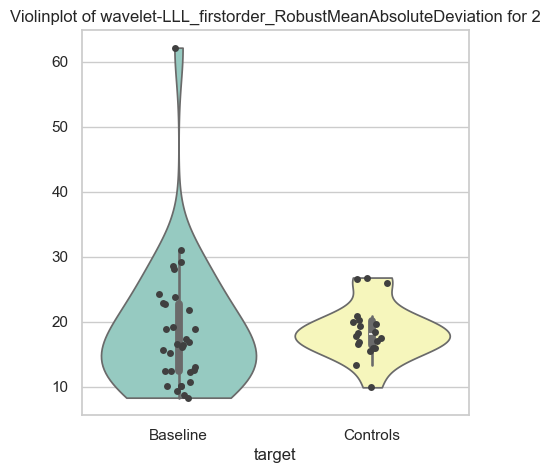 Violinplot of wavelet-LLL_firstorder_RobustMeanAbsoluteDeviation for 2
60
50
40
30
20
10
Baseline
Controls
target